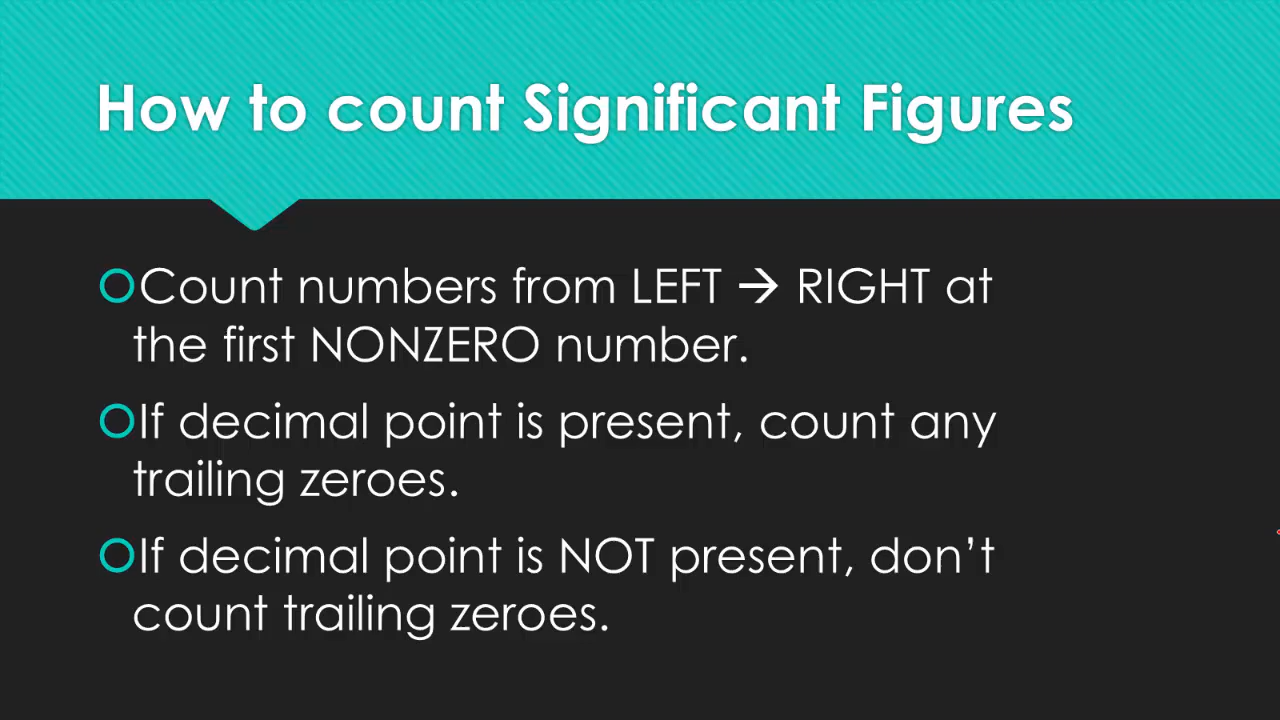 How to count Significant Figures
Count numbers from LEFT → RIGHT at
the first NONZERO number.
If decimal point is present, count any
trailing zeroes.
If decimal point is NOT present, don’t
count trailing zeroes.